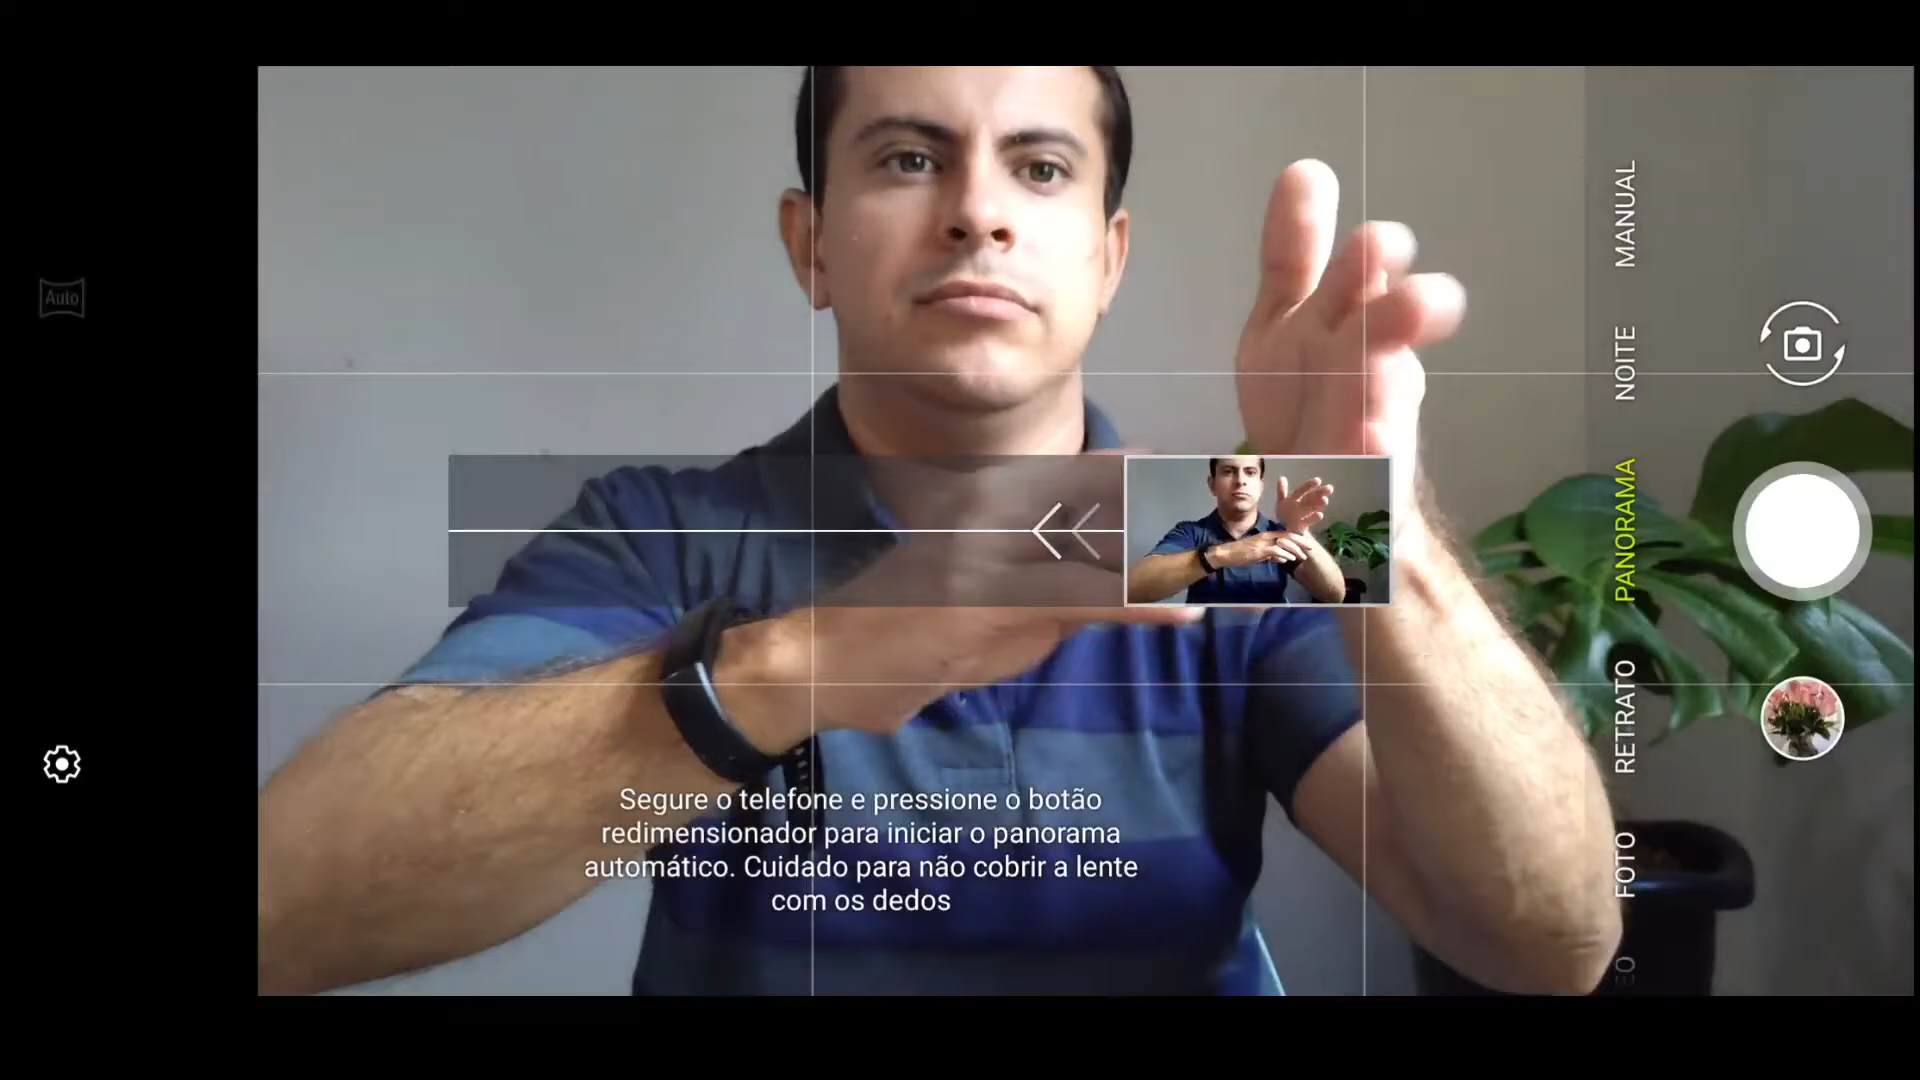 Auto
Segure o telefone e pressione o botão
redimensionador para iniciar o panorama
automático. Cuidado para não cobrir a lente
com os dedos
MANUAL
NOITE
PANORAMA
RETRATO
FOTO
EO